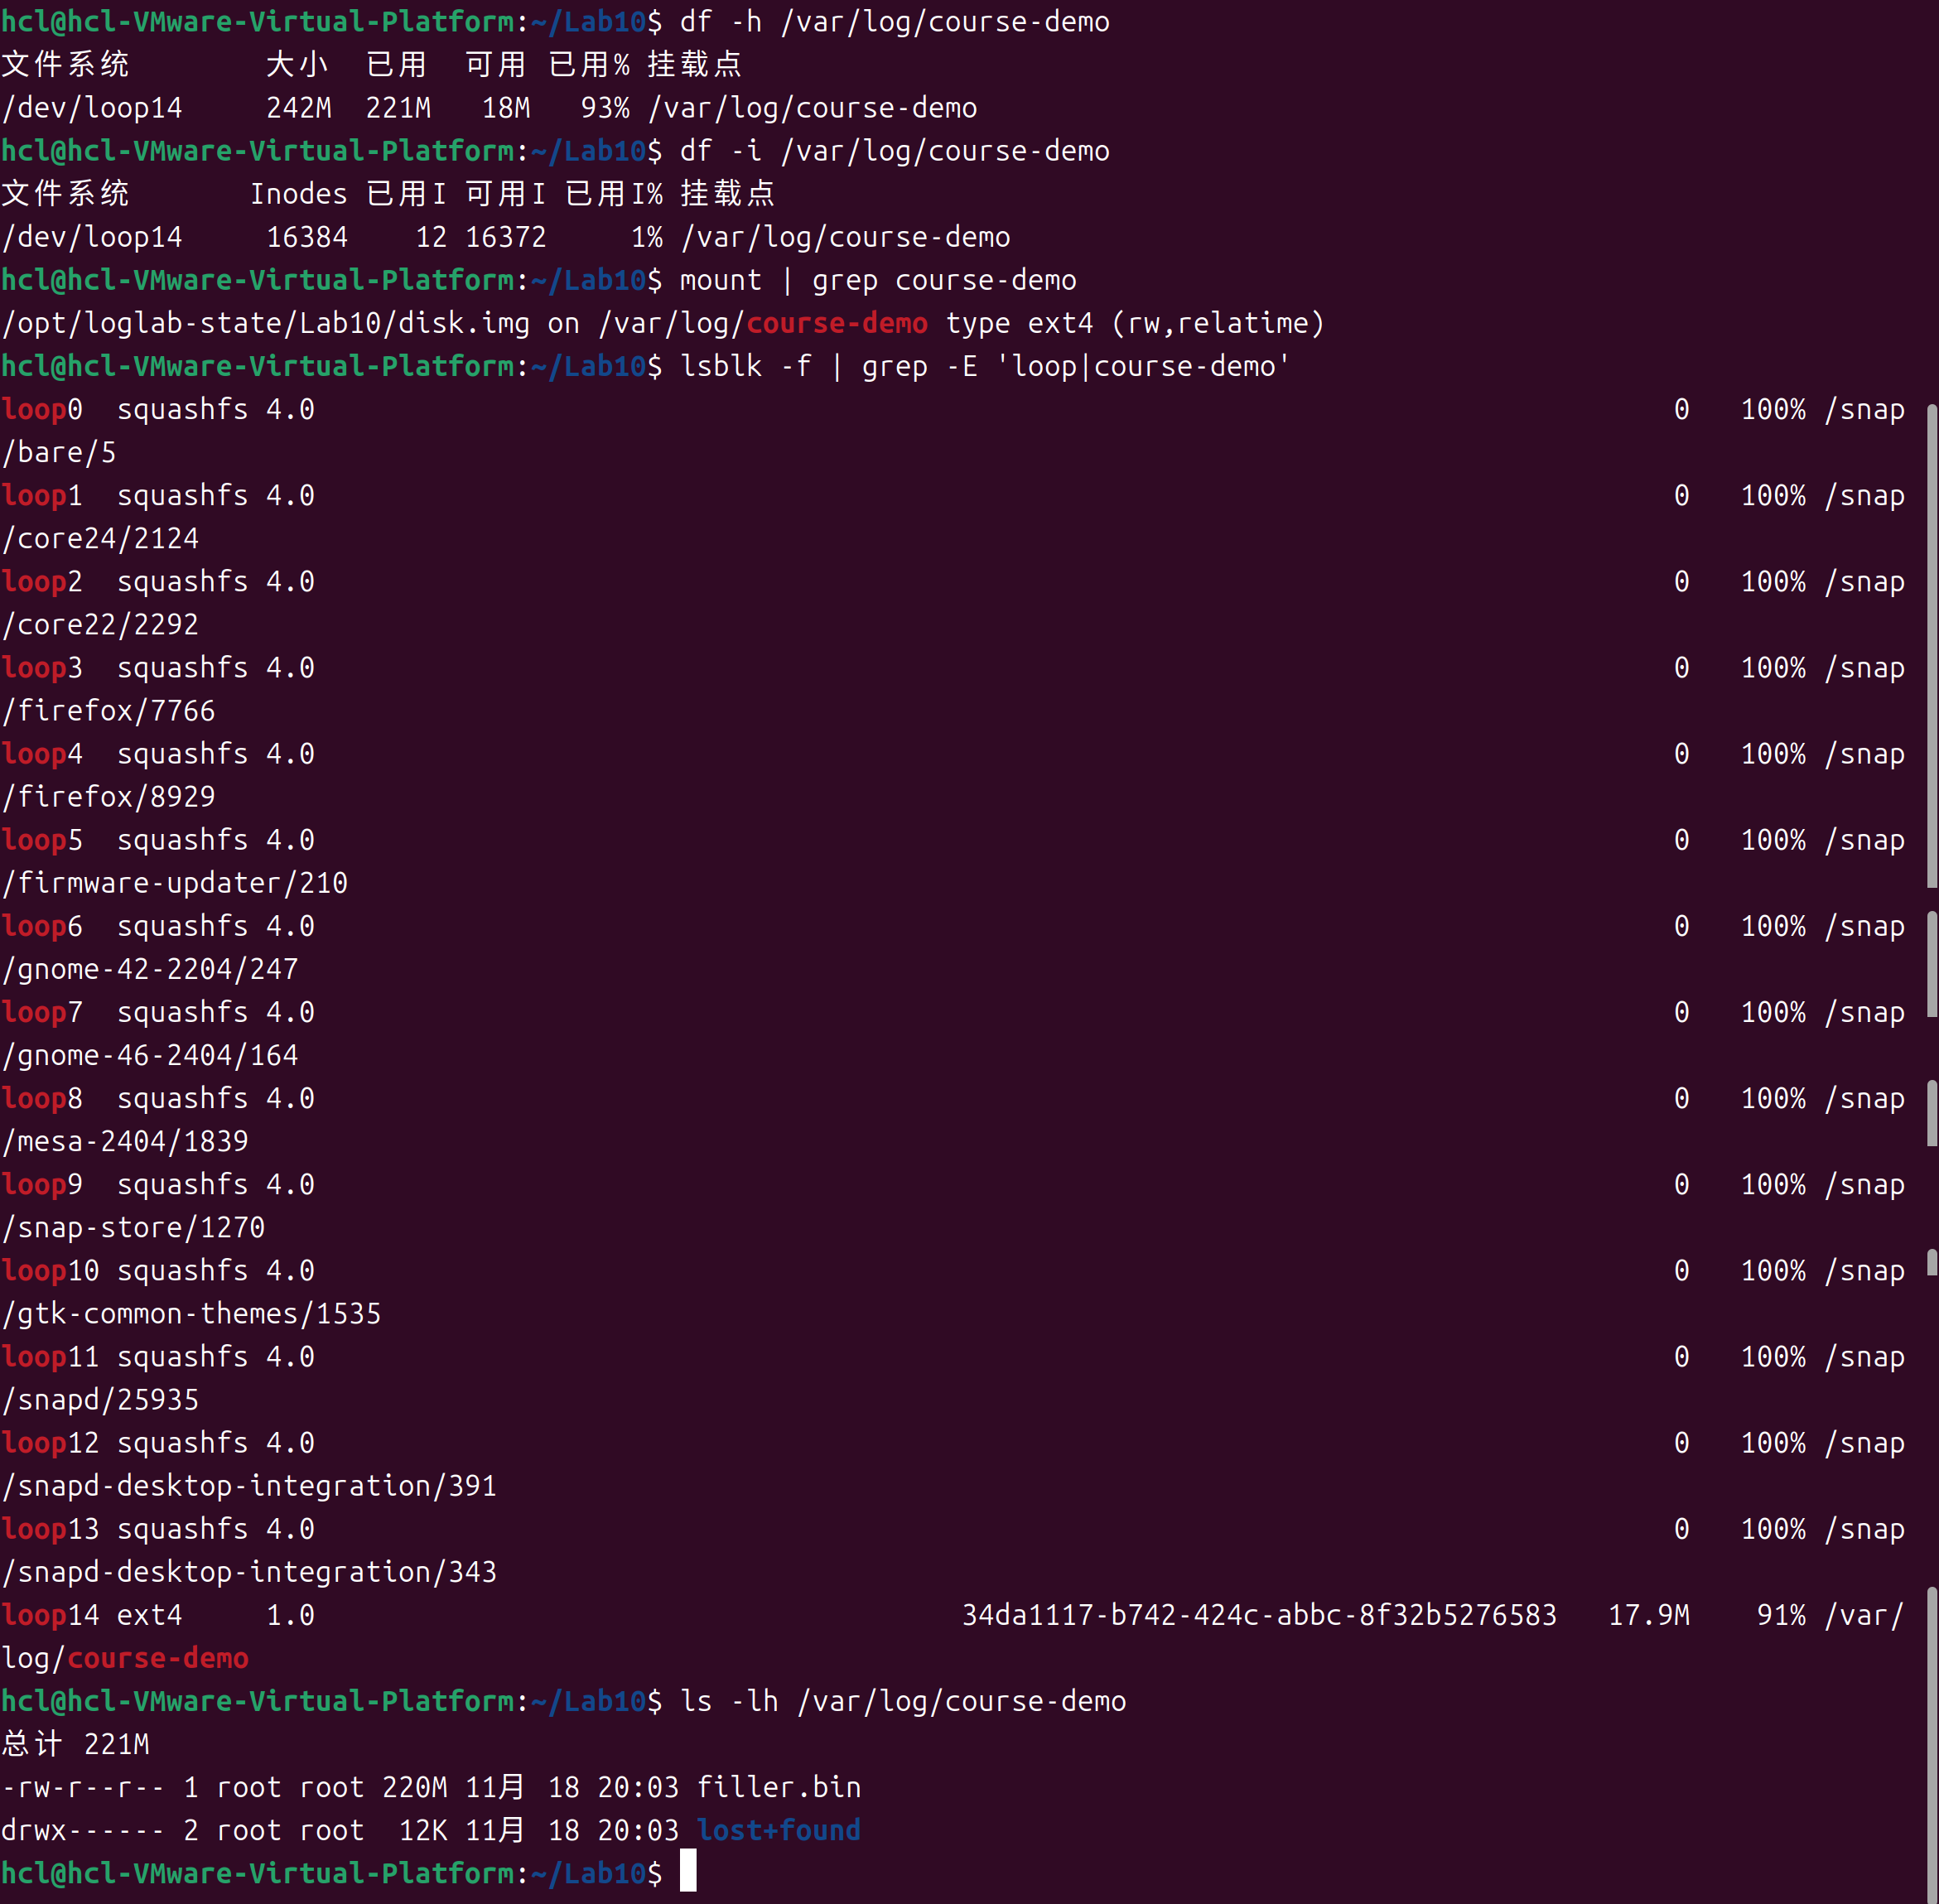 hcl@hcl-VMware-Virtual-Platform:~/Lab10$ df -h /var/log/course-demo
文件系统        大小  已用  可用 已用% 挂载点
/dev/loop14     242M  221M   18M   93% /var/log/course-demo
hcl@hcl-VMware-Virtual-Platform:~/Lab10$ df -i /var/log/course-demo
文件系统       Inodes 已用I 可用I 已用I% 挂载点
/dev/loop14     16384    12 16372     1% /var/log/course-demo
hcl@hcl-VMware-Virtual-Platform:~/Lab10$ mount | grep course-demo
/opt/loglab-state/Lab10/disk.img on /var/log/course-demo type ext4 (rw,relatime)
hcl@hcl-VMware-Virtual-Platform:~/Lab10$ lsblk -f | grep -E 'loop|course-demo'
loop0  squashfs 4.0                                                                                  0   100% /snap
/bare/5
loop1  squashfs 4.0                                                                                  0   100% /snap
/core24/2124
loop2  squashfs 4.0                                                                                  0   100% /snap
/core22/2292
loop3  squashfs 4.0                                                                                  0   100% /snap
/firefox/7766
loop4  squashfs 4.0                                                                                  0   100% /snap
/firefox/8929
loop5  squashfs 4.0                                                                                  0   100% /snap
/firmware-updater/210
loop6  squashfs 4.0                                                                                  0   100% /snap
/gnome-42-2204/247
loop7  squashfs 4.0                                                                                  0   100% /snap
/gnome-46-2404/164
loop8  squashfs 4.0                                                                                  0   100% /snap
/mesa-2404/1839
loop9  squashfs 4.0                                                                                  0   100% /snap
/snap-store/1270
loop10 squashfs 4.0                                                                                  0   100% /snap
/gtk-common-themes/1535
loop11 squashfs 4.0                                                                                  0   100% /snap
/snapd/25935
loop12 squashfs 4.0                                                                                  0   100% /snap
/snapd-desktop-integration/391
loop13 squashfs 4.0                                                                                  0   100% /snap
/snapd-desktop-integration/343
loop14 ext4     1.0                                       34da1117-b742-424c-abbc-8f32b5276583   17.9M    91% /var/
log/course-demo
hcl@hcl-VMware-Virtual-Platform:~/Lab10$ ls -lh /var/log/course-demo
总计 221M
-rw-r--r-- 1 root root 220M 11月 18 20:03 filler.bin
drwx------ 2 root root  12K 11月 18 20:03 lost+found
hcl@hcl-VMware-Virtual-Platform:~/Lab10$